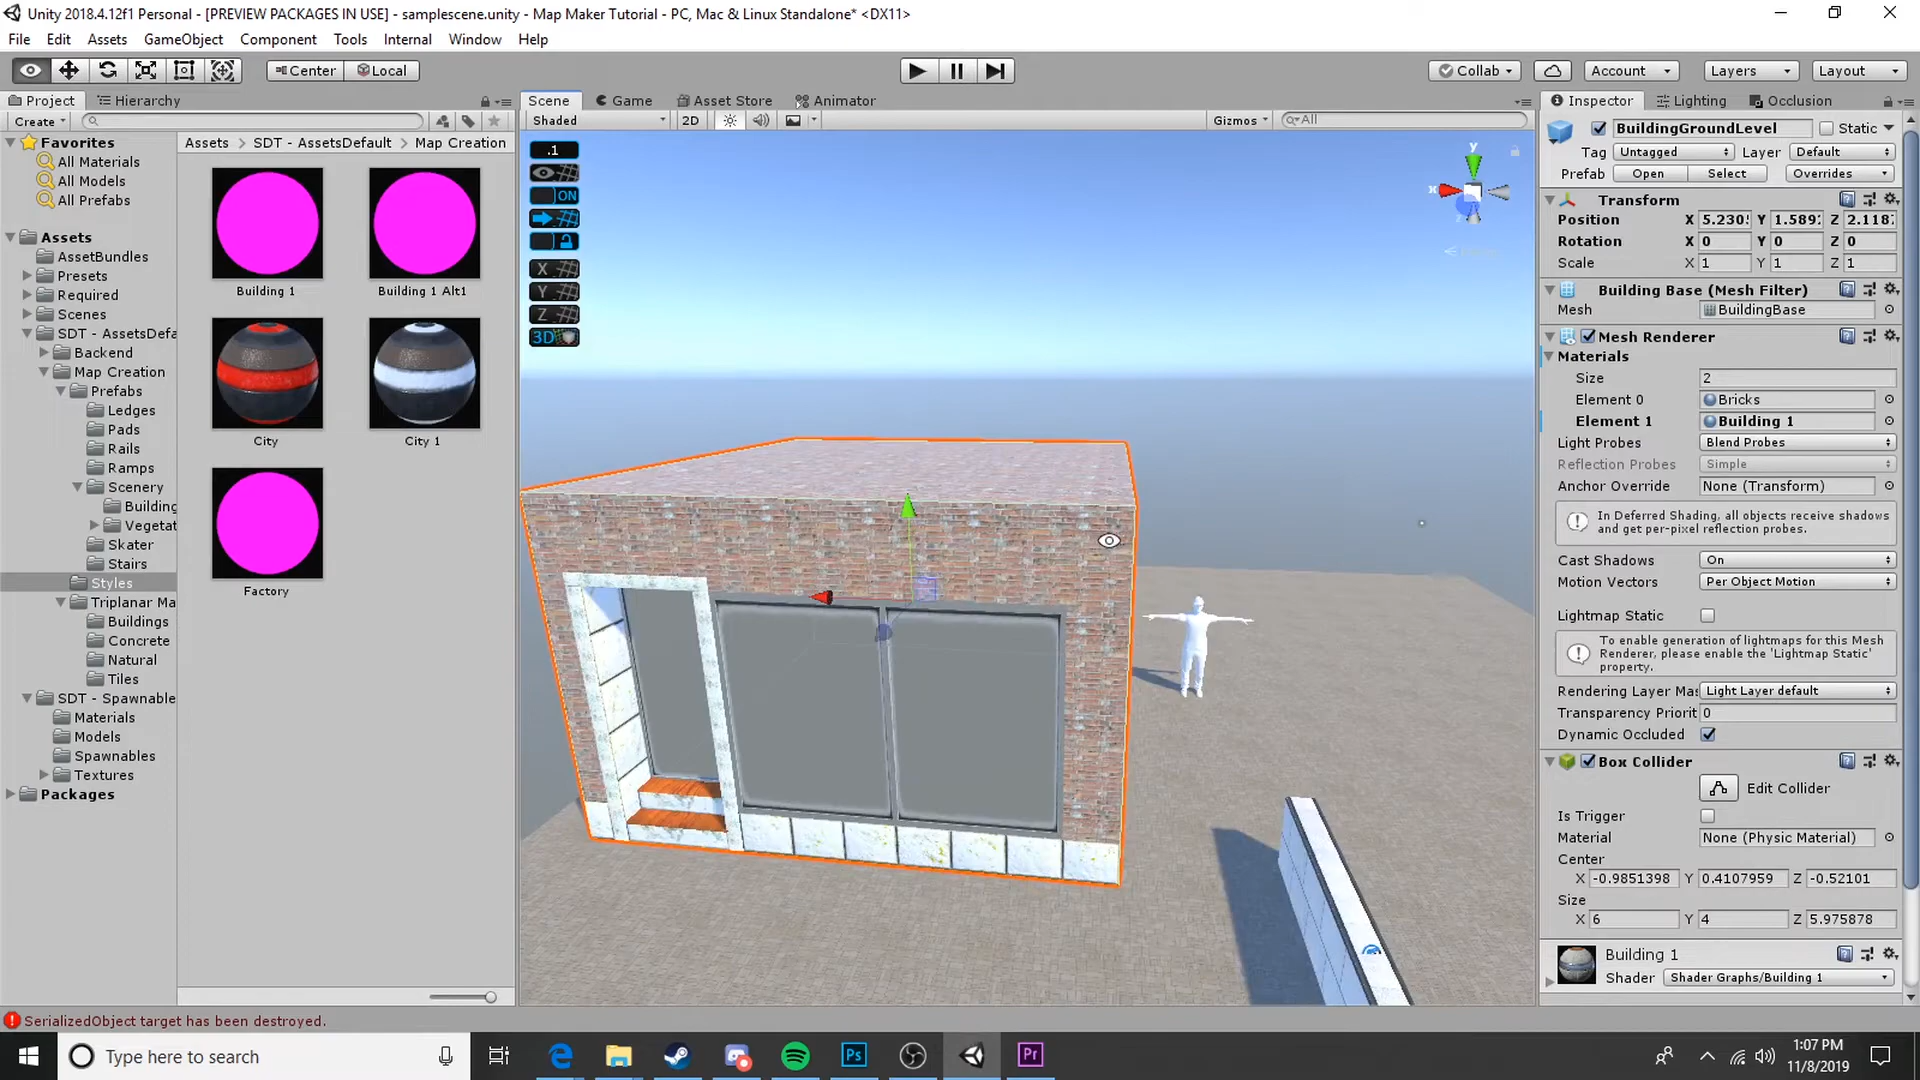 Unity 2018.4.12f1 Personal - [PREVIEW PACKAGES IN USE] - samplescene.unity - Map Maker Tutorial - PC, Mac & Linux Standalone* <DX11>
File Edit Assets GameObject Component Tools Internal Window Help
Center Local Collab Account Layers Layout
Project Hierarchy Scene Game Asset Store Animator Inspector Lighting Occlusion
Create Shaded 2D Gizmos All
Favorites
All Materials
All Models
All Prefabs
Assets
AssetBundles
Presets
Required
Scenes
SDT - AssetsDefa
Backend
Map Creation
Prefabs
Ledges
Pads
Rails
Ramps
Scenery
Building
Vegetat
Skater
Stairs
Styles
Triplanar Ma
Buildings
Concrete
Natural
Tiles
SDT - Spawnable
Materials
Models
Spawnables
Textures
Packages
Assets > SDT - AssetsDefault > Map Creation
Building 1
Building 1 Alt1
City
City 1
Factory
.1
ON
X
Y
Z
3D
y
x
BuildingGroundLevel Static
Tag Untagged Layer Default
Prefab Open Select Overrides
Transform
Position X 5.230! Y 1.589; Z 2.118;
Rotation X 0 Y 0 Z 0
Scale X 1 Y 1 Z 1
Building Base (Mesh Filter)
Mesh BuildingBase
Mesh Renderer
Materials
Size 2
Element 0 Bricks
Element 1 Building 1
Light Probes Blend Probes
Reflection Probes Simple
Anchor Override None (Transform)
In Deferred Shading, all objects receive shadows
and get per-pixel reflection probes.
Cast Shadows On
Motion Vectors Per Object Motion
Lightmap Static
To enable generation of lightmaps for this Mesh
Renderer, please enable the 'Lightmap Static'
property.
Rendering Layer Mas Light Layer default
Transparency Priorit 0
Dynamic Occluded
Box Collider
Edit Collider
Is Trigger
Material None (Physic Material)
Center
X -0.9851398 Y 0.4107959 Z -0.52101
Size
X 6 Y 4 Z 5.975878
Building 1
Shader Shader Graphs/Building 1
SerializedObject target has been destroyed.
Type here to search
Ps
Pr
1:07 PM
11/8/2019